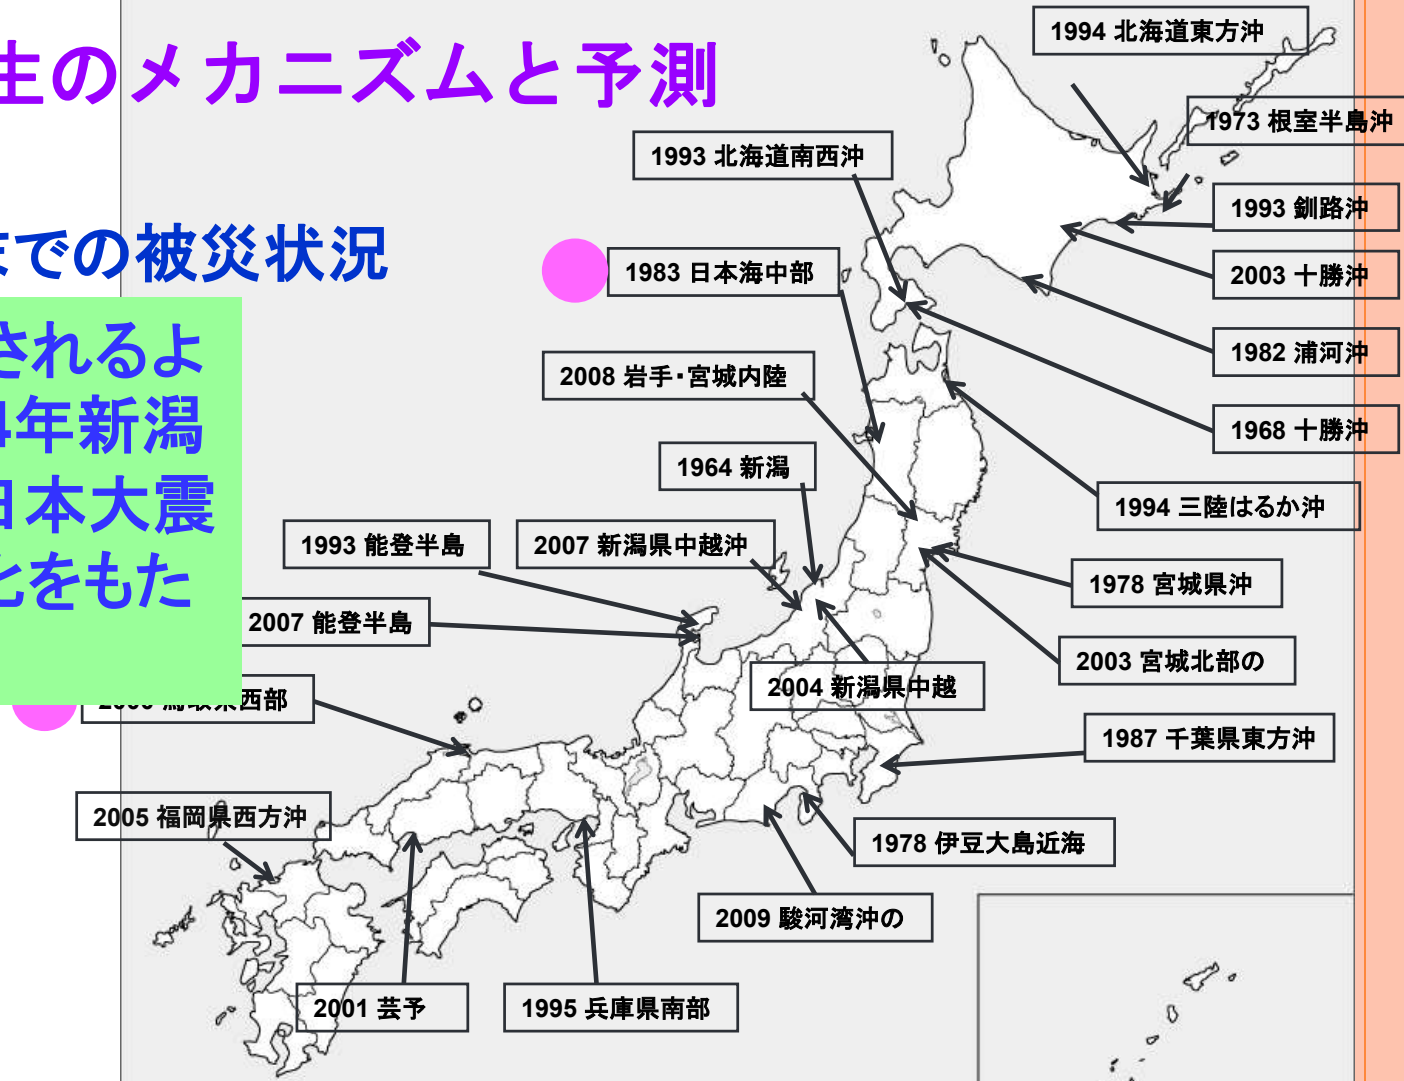 生のメカニズムと予測
までの被災状況
されるよ
4年新潟
日本大震
化をもた
1994 北海道東方沖
1973 根室半島沖
1993 北海道南西沖
1993 釧路沖
1983 日本海中部
2003 十勝沖
1982 浦河沖
2008 岩手・宮城内陸
1968 十勝沖
1964 新潟
1994 三陸はるか沖
1993 能登半島
2007 新潟県中越沖
1978 宮城県沖
2007 能登半島
2003 宮城北部の
2004 新潟県中越
2000 鳥取県西部
1987 千葉県東方沖
2005 福岡県西方沖
1978 伊豆大島近海
2009 駿河湾沖の
2001 芸予
1995 兵庫県南部